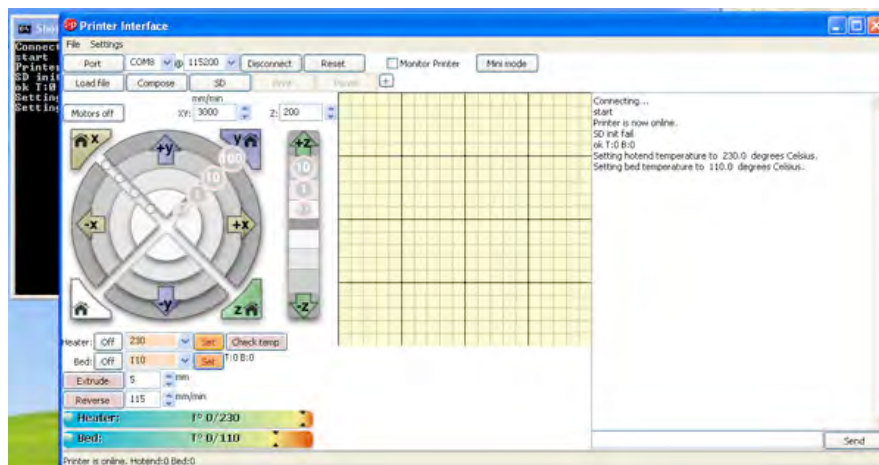 Printer Interface
File Settings
Port COM8 @ 115200 Disconnect Reset Monitor Printer Mini mode
Load file Compose SD Print Pause +
mm/min
Motors off XY: 3000 Z: 200
Connecting...
start
Printer is now online.
SD init fail
ok T:0 B:0
Setting hotend temperature to 230.0 degrees Celsius.
Setting bed temperature to 110.0 degrees Celsius.
Connect
start
Printer
SD init
ok T:0
Setting
Setting
x +y y 100
10
1
-x +x
-y z
+z
10
1
-z
Heater: Off 230 Set Check temp
Bed: Off 110 Set T:0 B:0
Extrude 5 mm
Reverse 115 mm/min
Heater: T° 0/230
Bed: T° 0/110
Send
Printer is online. Hotend:0 Bed:0